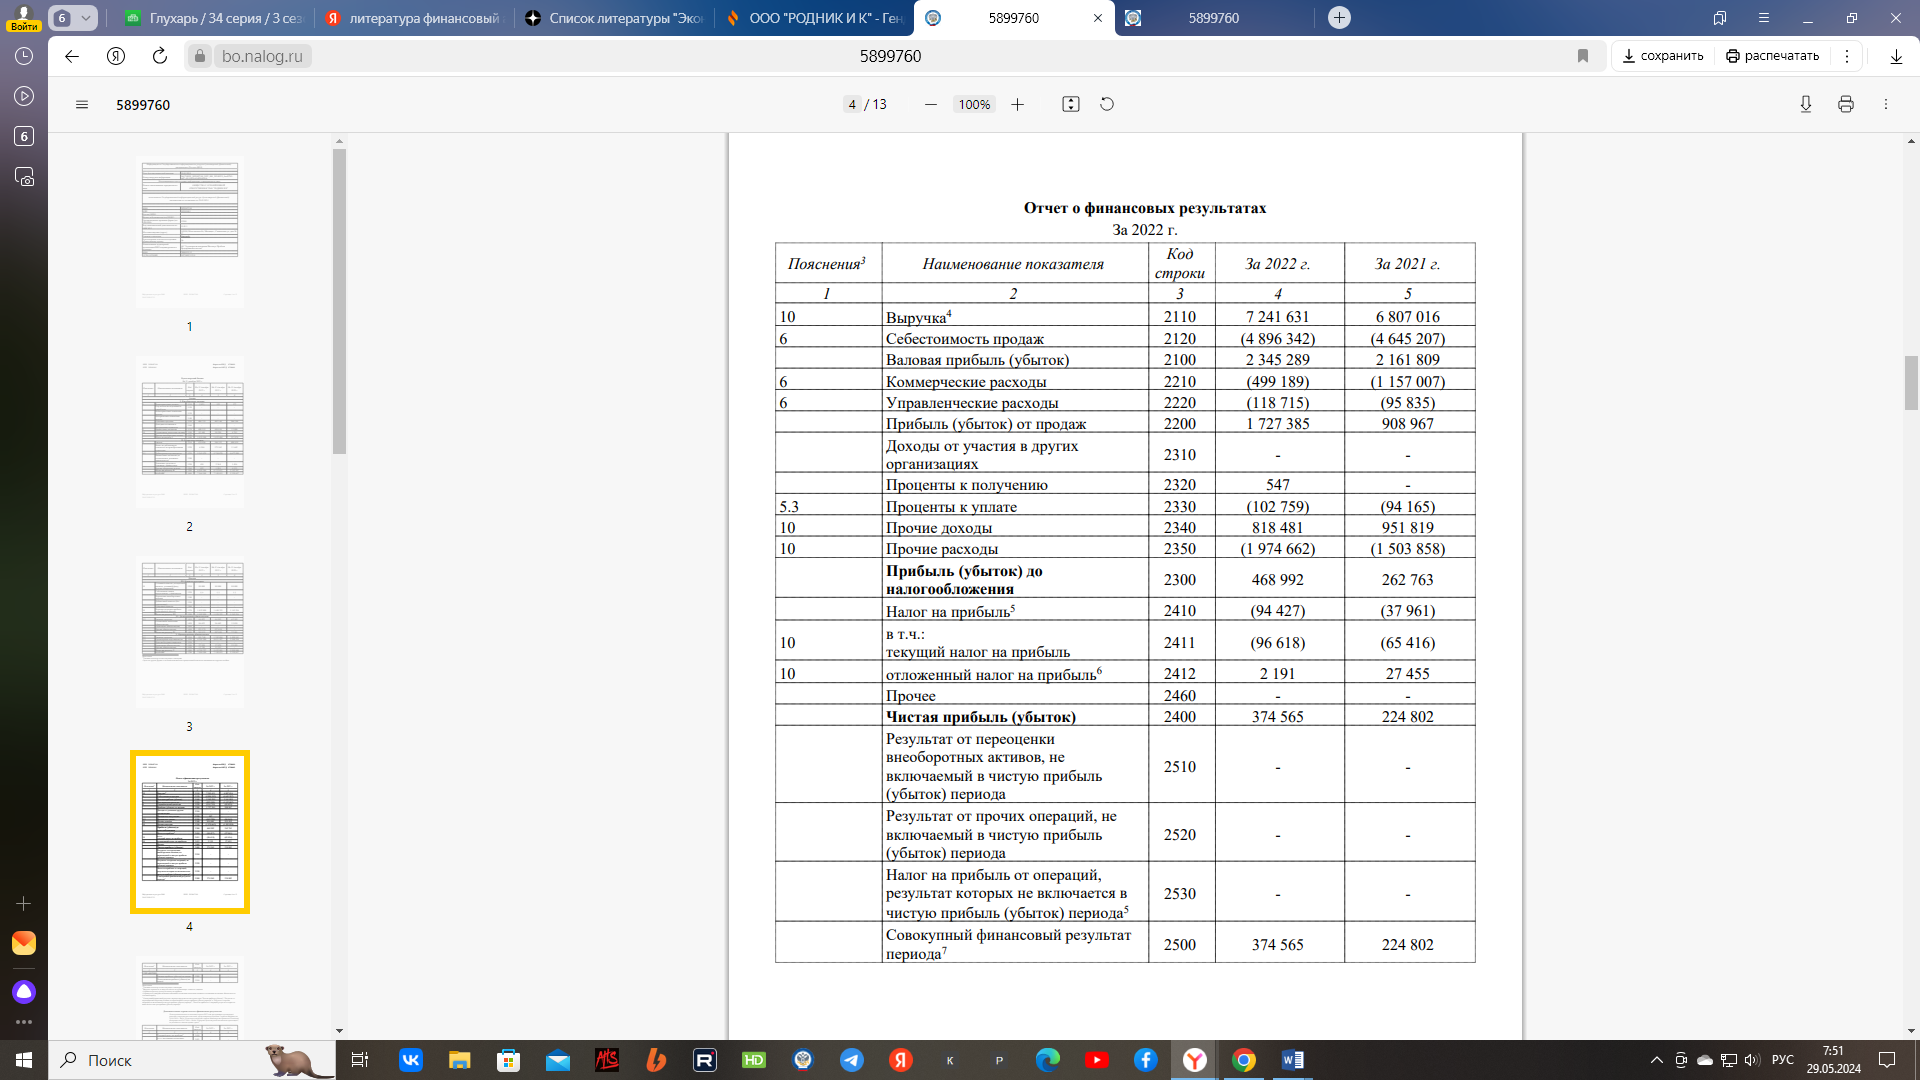 Войти
6
Глухарь / 34 серия / 3 сез
литература финансовый
Список литературы "Экон
ООО "РОДНИК И К" - Ген
5899760
5899760
bo.nalog.ru
5899760
сохранить
распечатать
5899760
4 / 13
100%
6
1
2
3
4
Отчет о финансовых результатах
За 2022 г.
Пояснения3 Наименование показателя Код строки За 2022 г. За 2021 г.
1 2 3 4 5
10 Выручка4 2110 7 241 631 6 807 016
6 Себестоимость продаж 2120 (4 896 342) (4 645 207)
Валовая прибыль (убыток) 2100 2 345 289 2 161 809
6 Коммерческие расходы 2210 (499 189) (1 157 007)
6 Управленческие расходы 2220 (118 715) (95 835)
Прибыль (убыток) от продаж 2200 1 727 385 908 967
Доходы от участия в других
организациях 2310 - -
Проценты к получению 2320 547 -
5.3 Проценты к уплате 2330 (102 759) (94 165)
10 Прочие доходы 2340 818 481 951 819
10 Прочие расходы 2350 (1 974 662) (1 503 858)
Прибыль (убыток) до
налогообложения 2300 468 992 262 763
Налог на прибыль5 2410 (94 427) (37 961)
в т.ч.:
10 текущий налог на прибыль 2411 (96 618) (65 416)
10 отложенный налог на прибыль6 2412 2 191 27 455
Прочее 2460 - -
Чистая прибыль (убыток) 2400 374 565 224 802
Результат от переоценки
внеоборотных активов, не
включаемый в чистую прибыль
(убыток) периода 2510 - -
Результат от прочих операций, не
включаемый в чистую прибыль
(убыток) периода 2520 - -
Налог на прибыль от операций,
результат которых не включается в
чистую прибыль (убыток) периода5 2530 - -
Совокупный финансовый результат
периода7 2500 374 565 224 802
Поиск
HD
K
P
РУС
7:51
29.05.2024